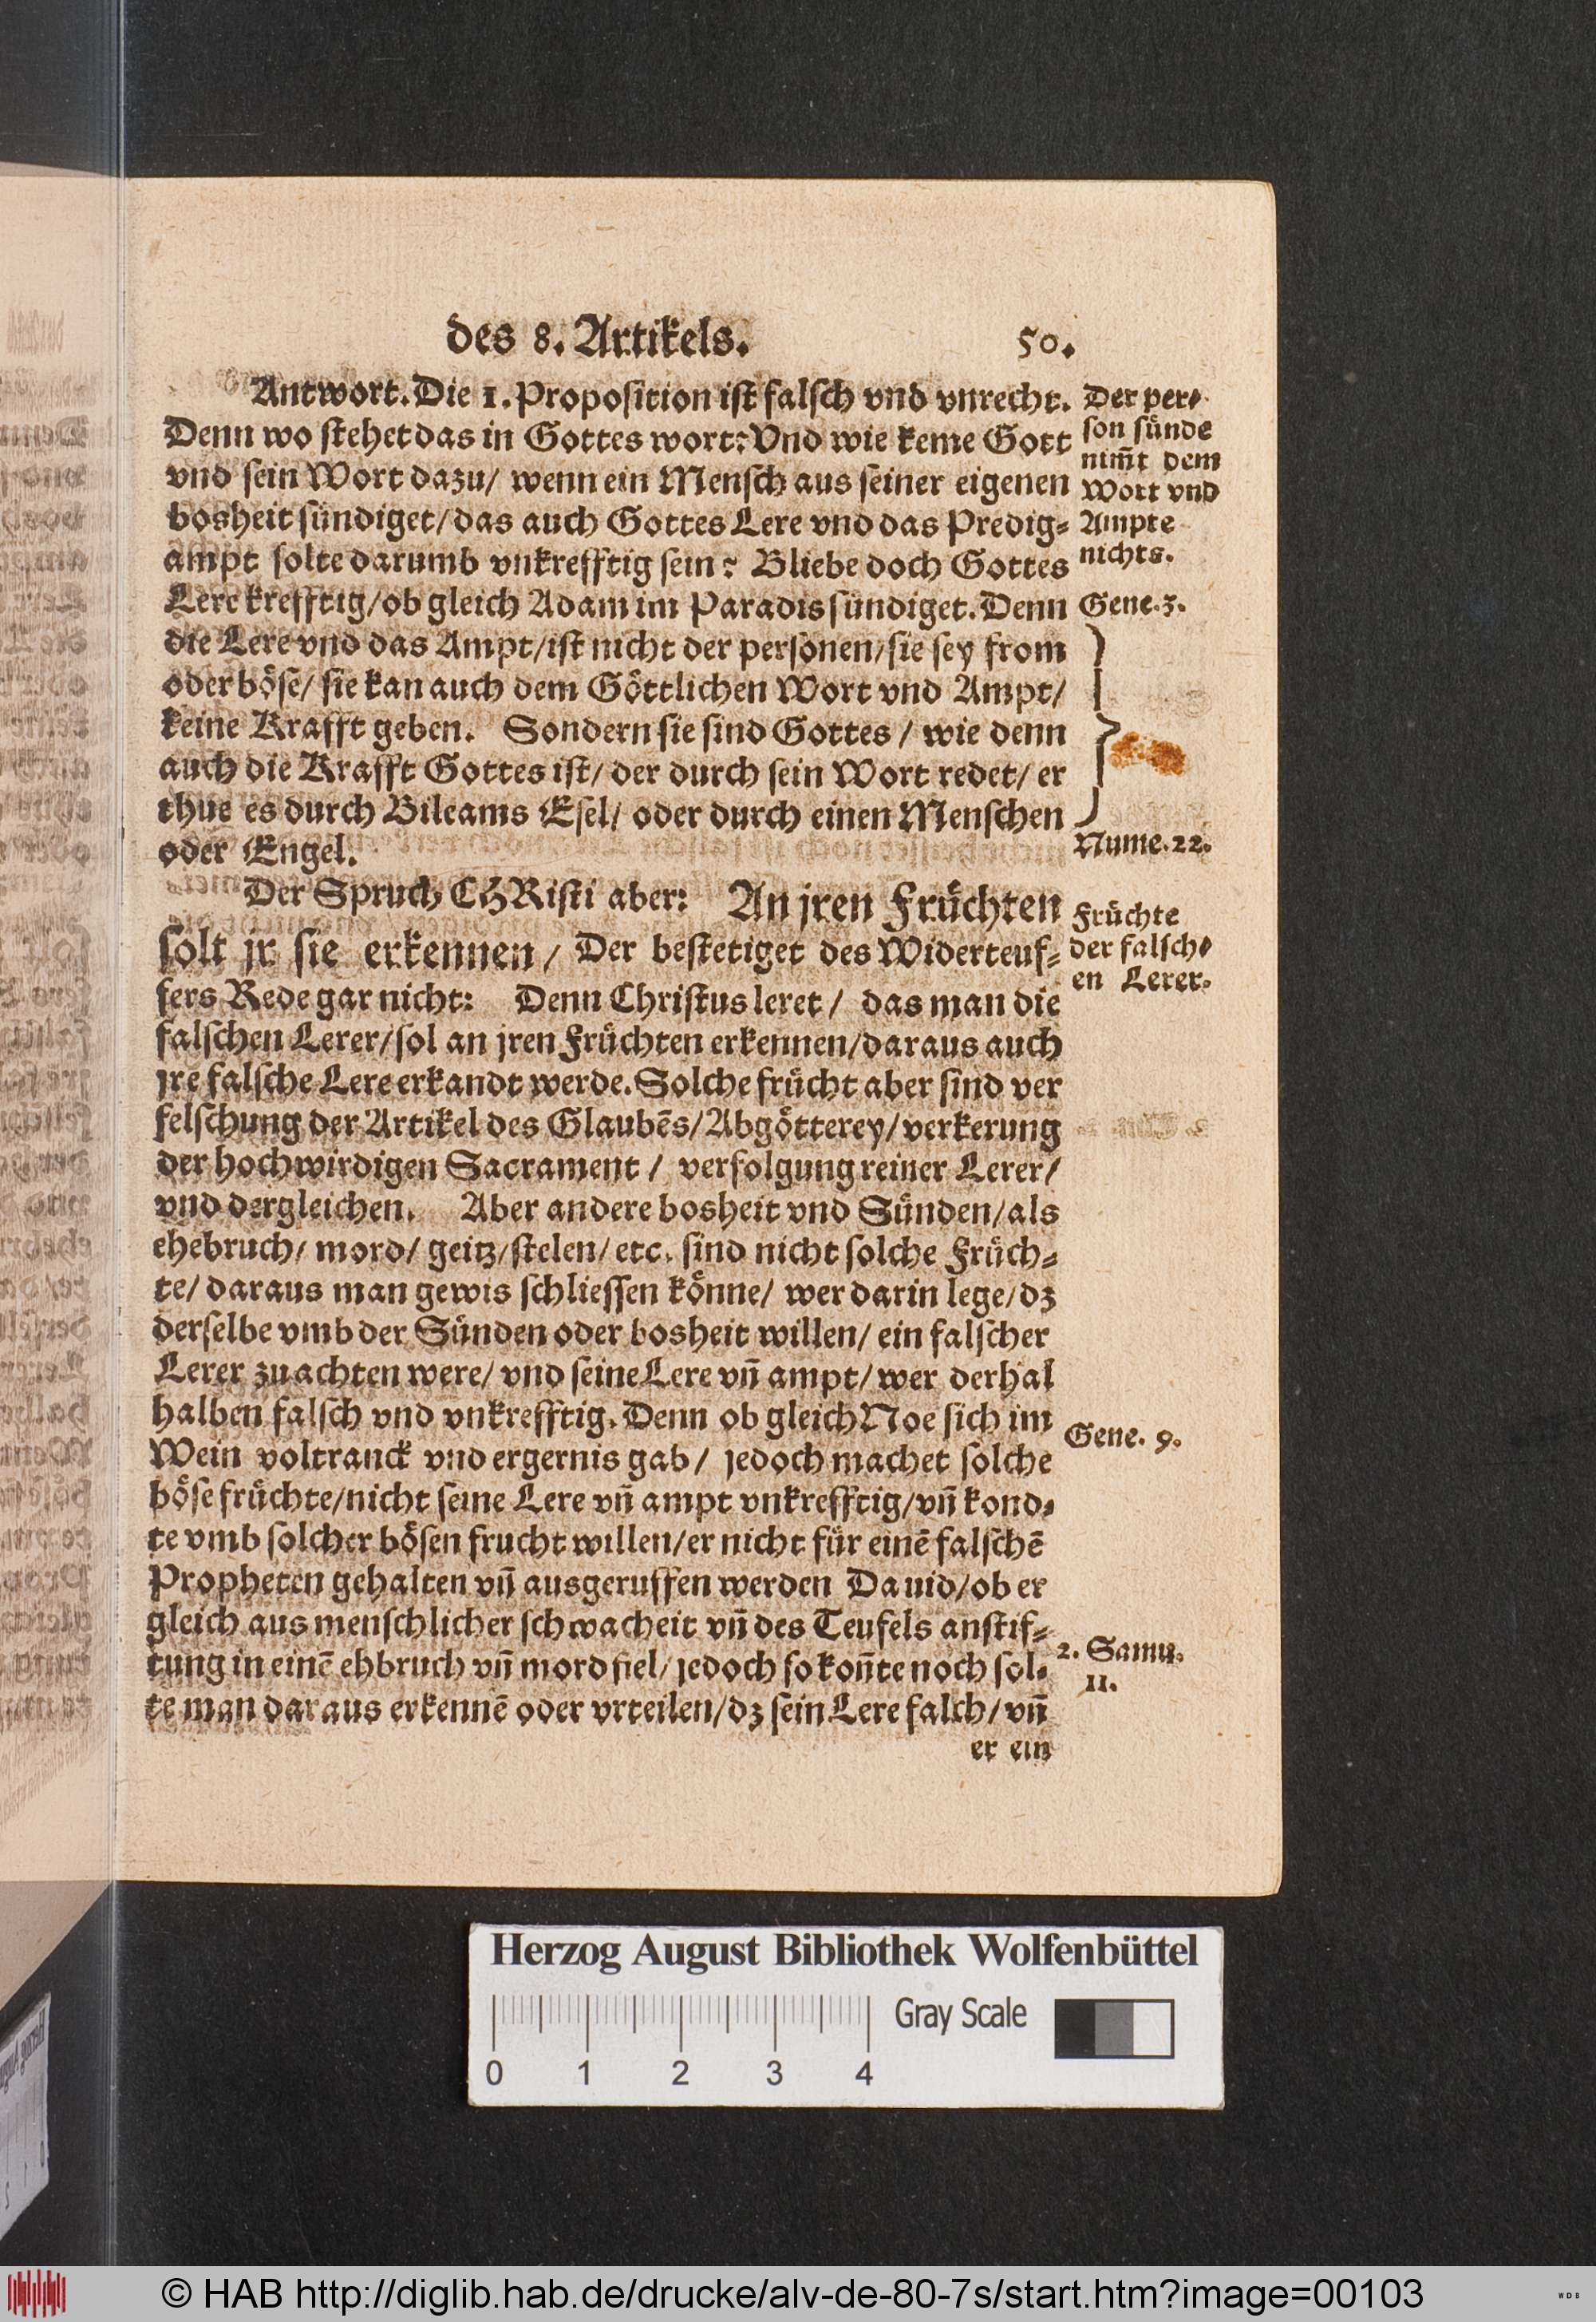 des 8. Artikels.
50.
Antwort. Die 1. Proposition ist falsch vnd vnrecht.
Denn wo stehet das in Gottes wort? Vnd wie keme Gott
vnd sein Wort dazu/ wenn ein Mensch aus seiner eigenen
bosheit sündiget/ das auch Gottes Lere vnd das Predig-
ampt solte darumb vnkrefftig sein? Bliebe doch Gottes
Lere krefftig/ ob gleich Adam im Paradis sündiget. Denn
die Lere vnd das Ampt/ ist nicht der personen/ sie sey from
oder böse/ sie kan auch dem Göttlichen Wort vnd Ampt/
keine Krafft geben. Sondern sie sind Gottes / wie denn
auch die Krafft Gottes ist/ der durch sein Wort redet/ er
thue es durch Bileams Esel/ oder durch einen Menschen
oder Engel.
Der Spruch CHRisti aber: An jren Früchten
solt jr sie erkennen/ Der bestetiget des Widerteuf-
fers Rede gar nicht: Denn Christus leret / das man die
falschen Lerer/ sol an jren Früchten erkennen/ daraus auch
jre falsche Lere erkandt werde. Solche frücht aber sind ver
felschung der Artikel des Glaubēs/ Abgötterey/ verkerung
der hochwirdigen Sacrament / verfolgung reiner Lerer/
vnd dergleichen. Aber andere bosheit vnd Sünden/ als
ehebruch/ mord/ geitz/ stelen/ etc. sind nicht solche Früch-
te/ daraus man gewis schliessen könne/ wer darin lege/ dz
derselbe vmb der Sünden oder bosheit willen/ ein falscher
Lerer zu achten were/ vnd seine Lere vn̄ ampt/ wer derhal
halben falsch vnd vnkrefftig. Denn ob gleich Noe sich im
Wein voltranck vnd ergernis gab/ jedoch machet solche
böse früchte/ nicht seine Lere vn̄ ampt vnkrefftig/ vn̄ kond-
te vmb solcher bösen frucht willen/ er nicht für einē falschē
Propheten gehalten vn̄ ausgeruffen werden Dauid/ ob er
gleich aus menschlicher schwacheit vn̄ des Teufels anstif-
tung in einē ehbruch vn̄ mord fiel/ jedoch so kon̄te noch sol-
te man daraus erkennē oder vrteilen/ dz sein Lere falch/ vn̄
er ein
Der per-
son sünde
nim̄t dem
Wort vnd
Ampte
nichts.
Gene. 3.
Nume. 22.
Früchte
der falsch-
en Lerer.
Gene. 9.
2. Samu.
11.
Herzog August Bibliothek Wolfenbüttel
Gray Scale
0 1 2 3 4
© HAB http://diglib.hab.de/drucke/alv-de-80-7s/start.htm?image=00103
WDB